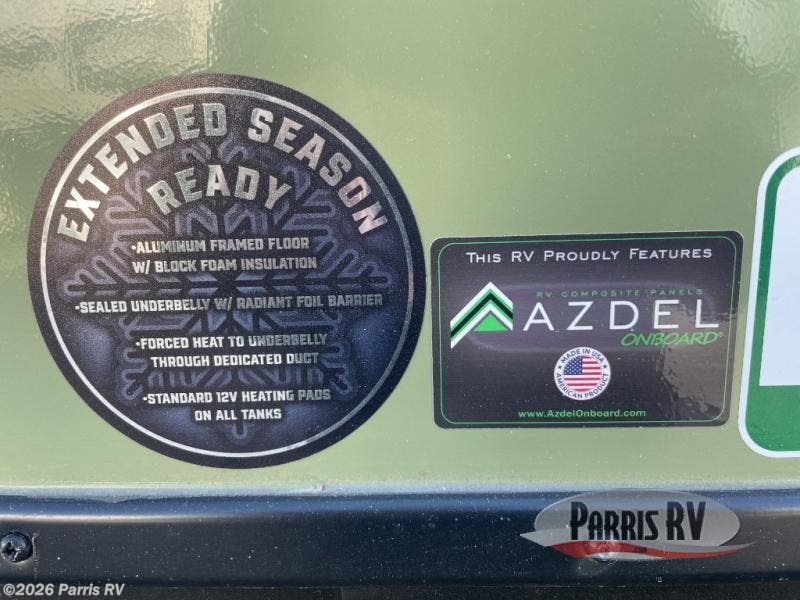 EXTENDED SEASON
READY
•ALUMINUM FRAMED FLOOR
W/ BLOCK FOAM INSULATION
•SEALED UNDERBELLY W/ RADIANT FOIL BARRIER
•FORCED HEAT TO UNDERBELLY
THROUGH DEDICATED DUCT
•STANDARD 12V HEATING PADS
ON ALL TANKS
THIS RV PROUDLY FEATURES
RV COMPOSITE PANELS
AZDEL
ONBOARD®
MADE IN USA
AMERICAN PRODUCT
www.AzdelOnboard.com
PARRIS RV
©2026 Parris RV